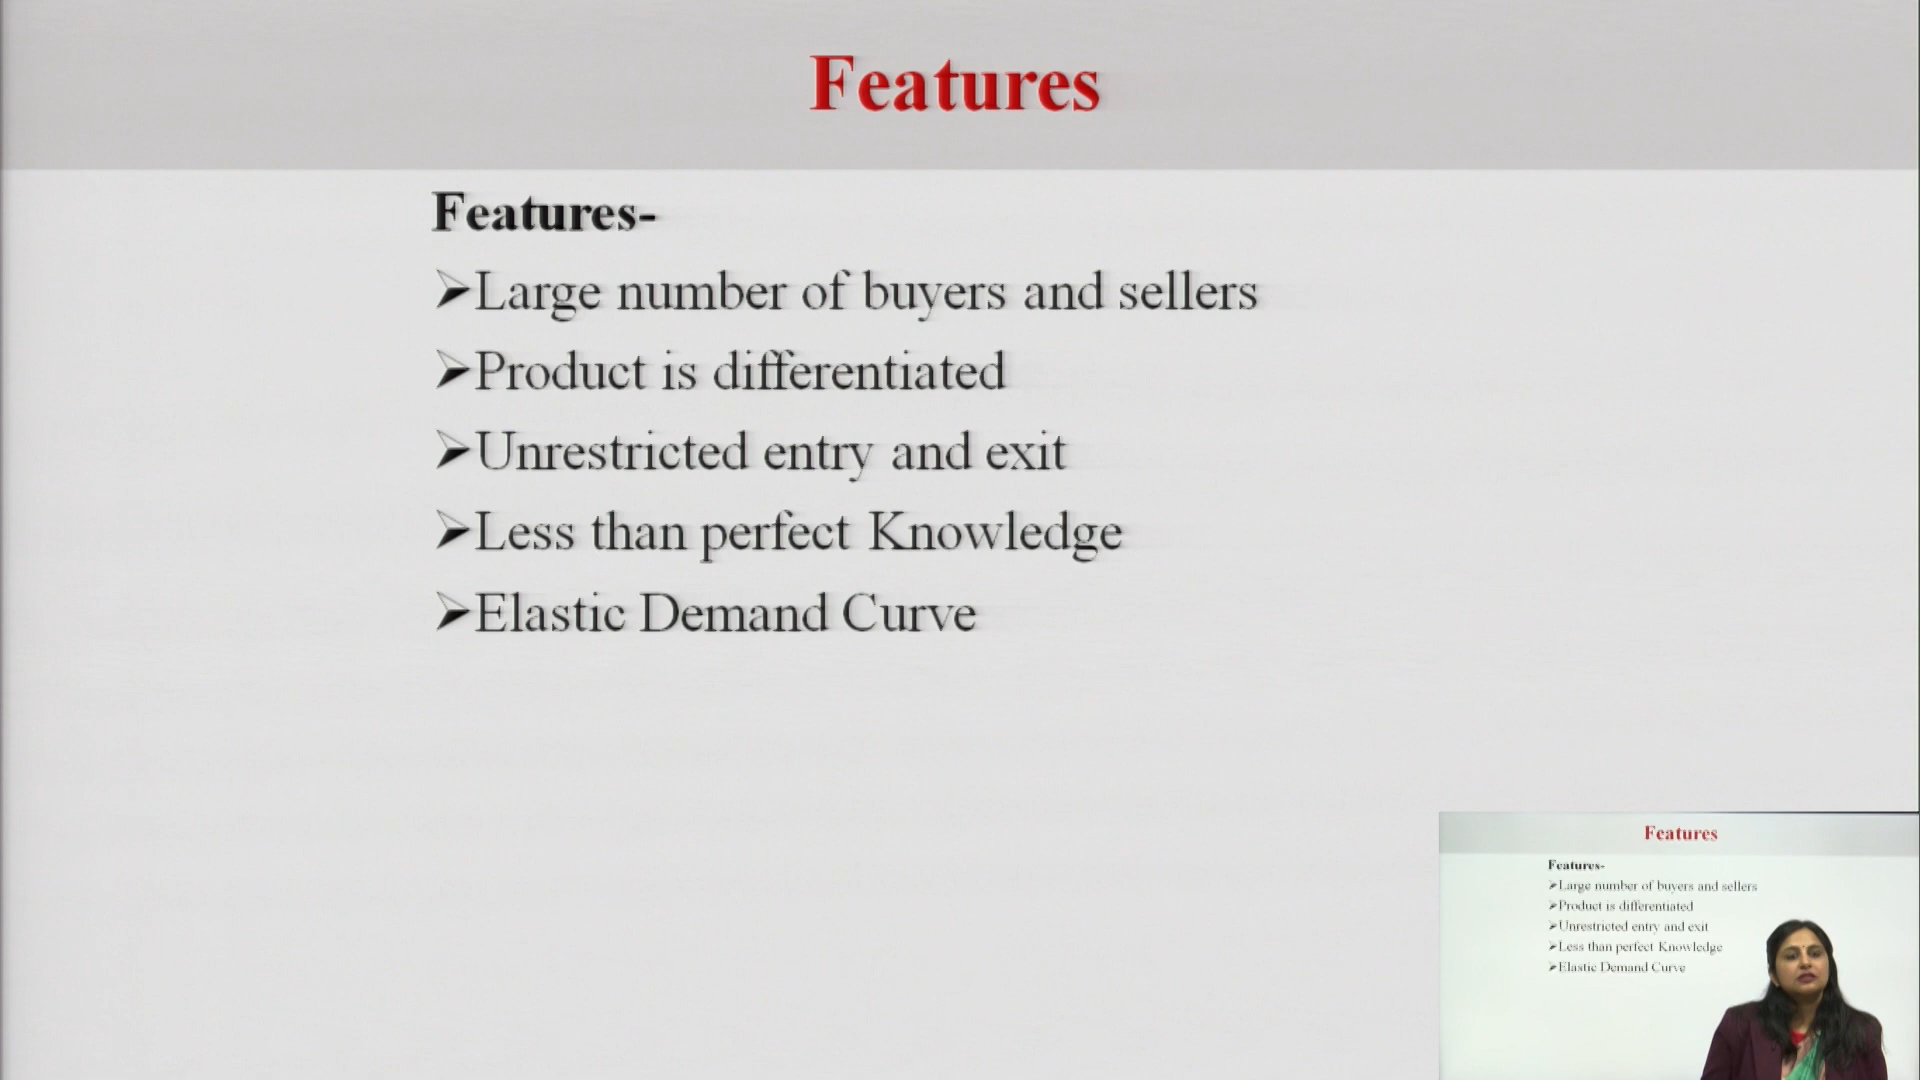 Features
Features-
➢Large number of buyers and sellers
➢Product is differentiated
➢Unrestricted entry and exit
➢Less than perfect Knowledge
➢Elastic Demand Curve
Features
Features-
➢Large number of buyers and sellers
➢Product is differentiated
➢Unrestricted entry and exit
➢Less than perfect Knowledge
➢Elastic Demand Curve